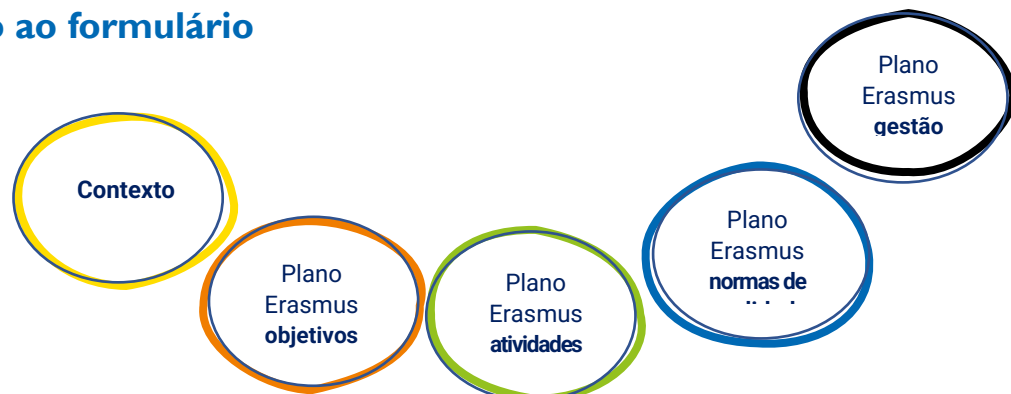 o ao formulário
Contexto
Plano
Erasmus
objetivos
Plano
Erasmus
atividades
Plano
Erasmus
normas de
Plano
Erasmus
gestão